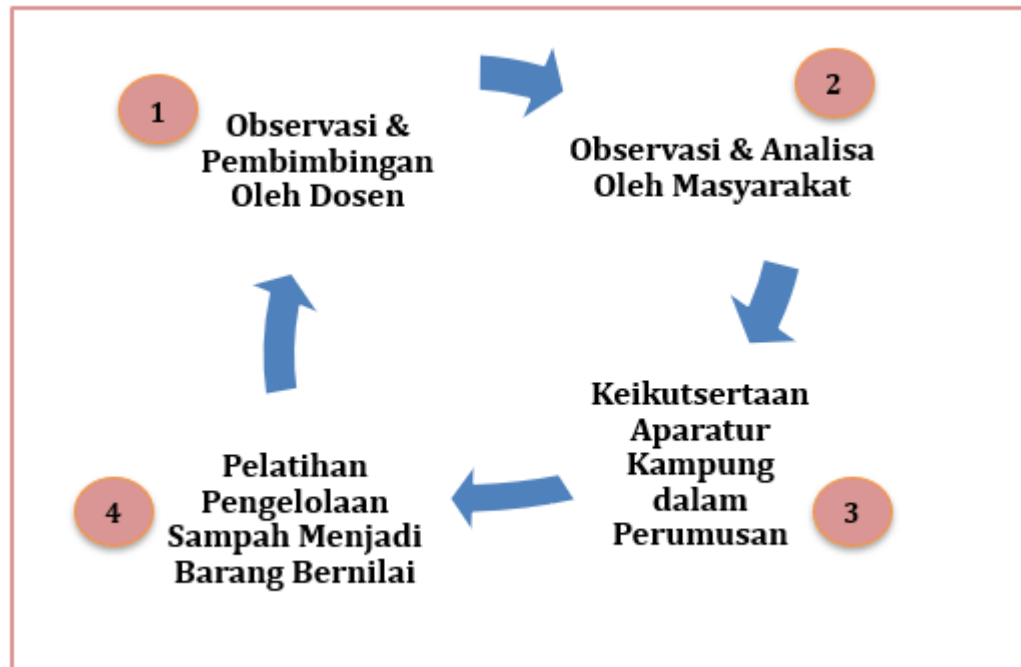 1
Observasi &
Pembimbingan
Oleh Dosen
2
Observasi & Analisa
Oleh Masyarakat
Keikutsertaan
Aparatur
Kampung
dalam
Perumusan
3
4
Pelatihan
Pengelolaan
Sampah Menjadi
Barang Bernilai